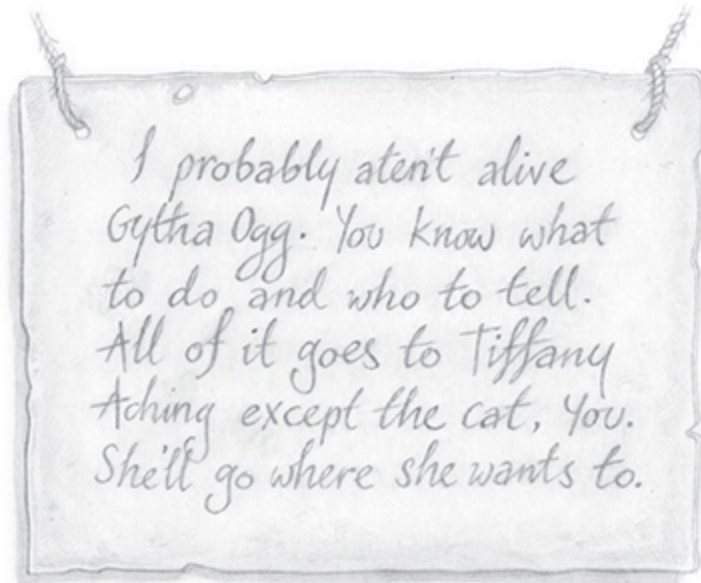 I probably aten't alive
Gytha Ogg. You know what
to do and who to tell.
All of it goes to Tiffany
Aching except the cat, You.
She'll go where she wants to.